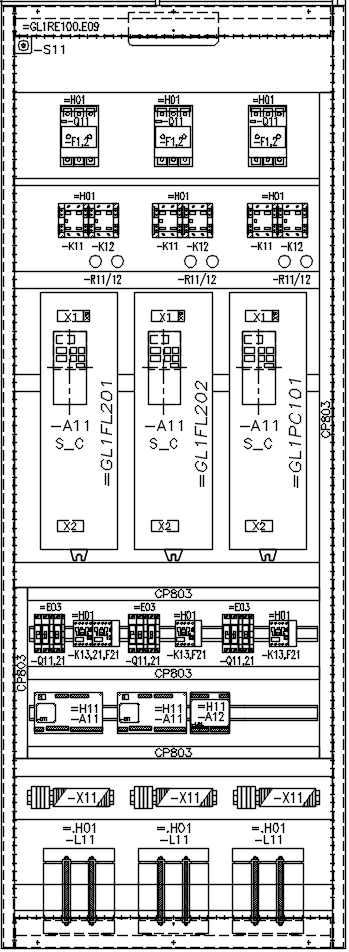 =GL1RE100.E09
-S11
=H01 =H01 =H01
-Q11 -Q11 -Q11
F1,2 F1,2 F1,2
=H01 =H01 =H01
-K11 -K12 -K11 -K12 -K11 -K12
-R11/12 -R11/12 -R11/12
X1 X1 X1
-A11 -A11 -A11
S_C S_C S_C
=GL1FL201
=GL1FL202
=GL1PC101
CP803
X2 X2 X2
CP803
=E03 =H01 =E03 =H01 =E03 =H01
-Q11,21 -K13,21,F21 -Q11,21 -K13,F21 -Q11,21 -K13,F21
CP803
CP803
=H11 =H11 =H11
-A11 -A11 -A12
CP803
-X11 -X11 -X11
=.H01 =.H01 =.H01
-L11 -L11 -L11